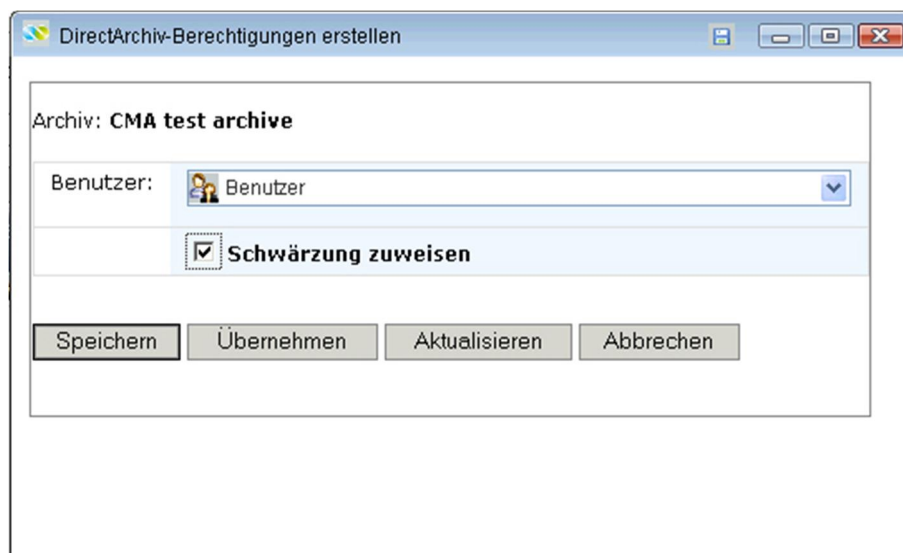 DirectArchiv-Berechtigungen erstellen
Archiv: CMA test archive
Benutzer: Benutzer
Schwärzung zuweisen
Speichern Übernehmen Aktualisieren Abbrechen